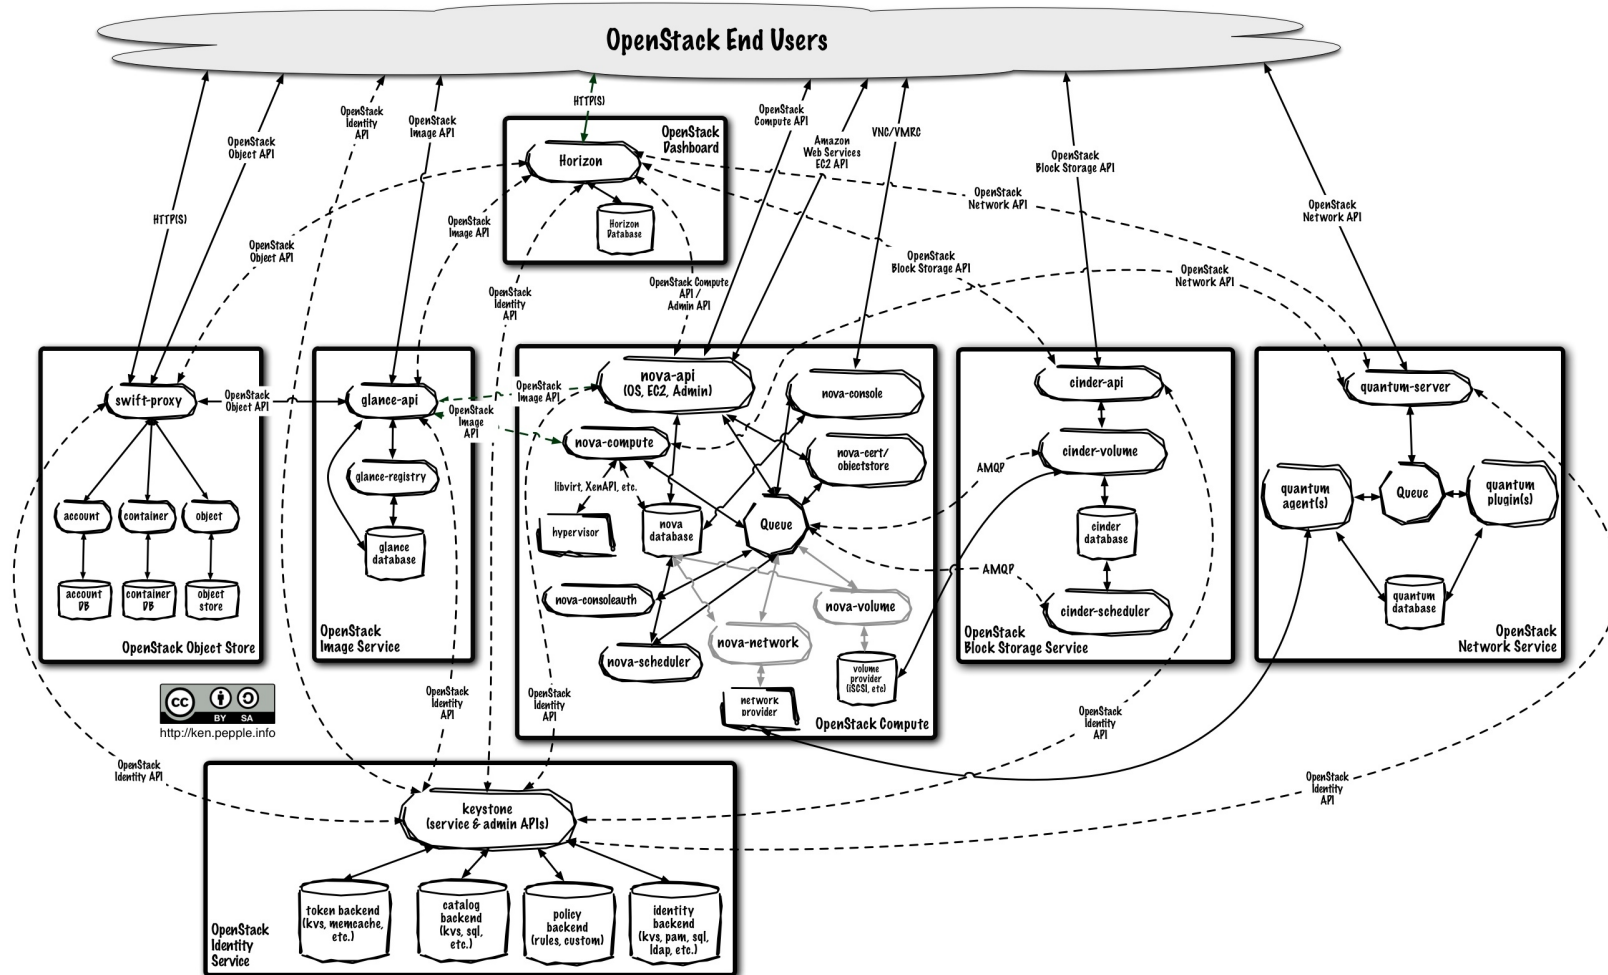 OpenStack End Users
HTTP(S)
OpenStack
Object API
OpenStack
Identity
API
OpenStack
Image API
HTTP(S)
OpenStack
Compute API
Amazon
Web Services
EC2 API
VNC/VMRC
OpenStack
Block Storage API
OpenStack
Network API
OpenStack
Dashboard
Horizon
Horizon
Database
OpenStack
Object API
OpenStack
Image API
OpenStack
Identity
API
OpenStack Compute
API /
Admin API
OpenStack
Block Storage API
OpenStack
Network API
OpenStack
Network API
swift-proxy
OpenStack
Object API
account
container
object
account
DB
container
DB
object
store
OpenStack Object Store
glance-api
glance-registry
glance
database
OpenStack
Image Service
OpenStack
Image API
OpenStack
Image
API
nova-api
(OS, EC2, Admin)
nova-console
nova-compute
nova-cert/
objectstore
libvirt, XenAPI, etc.
hypervisor
nova
database
Queue
nova-consoleauth
nova-volume
nova-network
nova-scheduler
volume
provider
(iSCSI, etc)
network
provider
OpenStack Compute
cinder-api
cinder-volume
AMQP
cinder
database
AMQP
cinder-scheduler
OpenStack
Block Storage Service
quantum-server
quantum
agent(s)
Queue
quantum
plugin(s)
quantum
database
OpenStack
Network Service
CC
BY SA
http://ken.pepple.info
OpenStack
Identity API
OpenStack
Identity
API
OpenStack
Identity
API
OpenStack
Identity
API
OpenStack
Identity
API
keystone
(service & admin APIs)
token backend
(kvs, memcache,
etc.)
catalog
backend
(kvs, sql,
etc.)
policy
backend
(rules, custom)
identity
backend
(kvs, pam, sql,
ldap, etc.)
OpenStack
Identity
Service